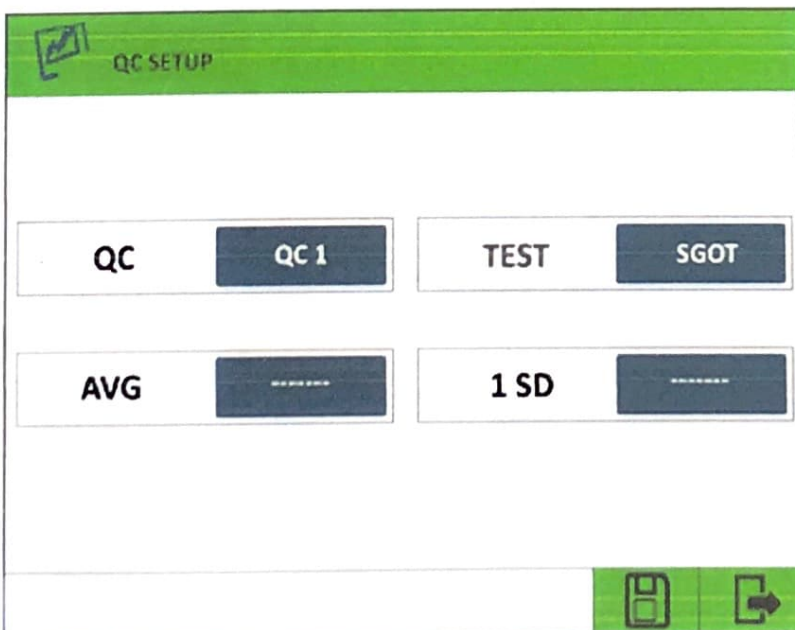 QC SETUP
QC QC 1 TEST SGOT
AVG ------- 1 SD -------